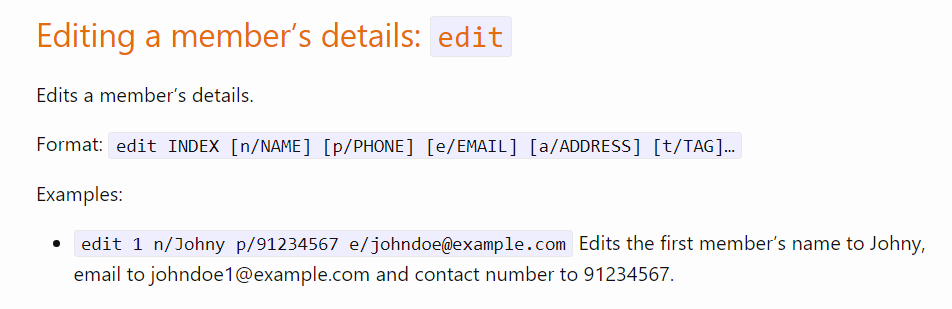 Editing a member's details: edit
Edits a member's details.
Format: edit INDEX [n/NAME] [p/PHONE] [e/EMAIL] [a/ADDRESS] [t/TAG]…
Examples:
• edit 1 n/Johny p/91234567 e/johndoe@example.com Edits the first member's name to Johny,
email to johndoe1@example.com and contact number to 91234567.